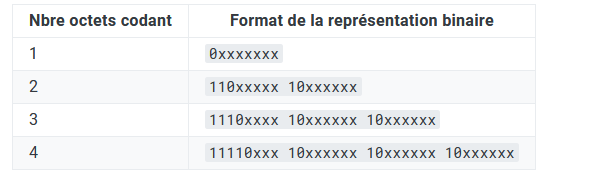 Nbre octets codant Format de la représentation binaire
1 0xxxxxxx
2 110xxxxx 10xxxxxx
3 1110xxxx 10xxxxxx 10xxxxxx
4 11110xxx 10xxxxxx 10xxxxxx 10xxxxxx